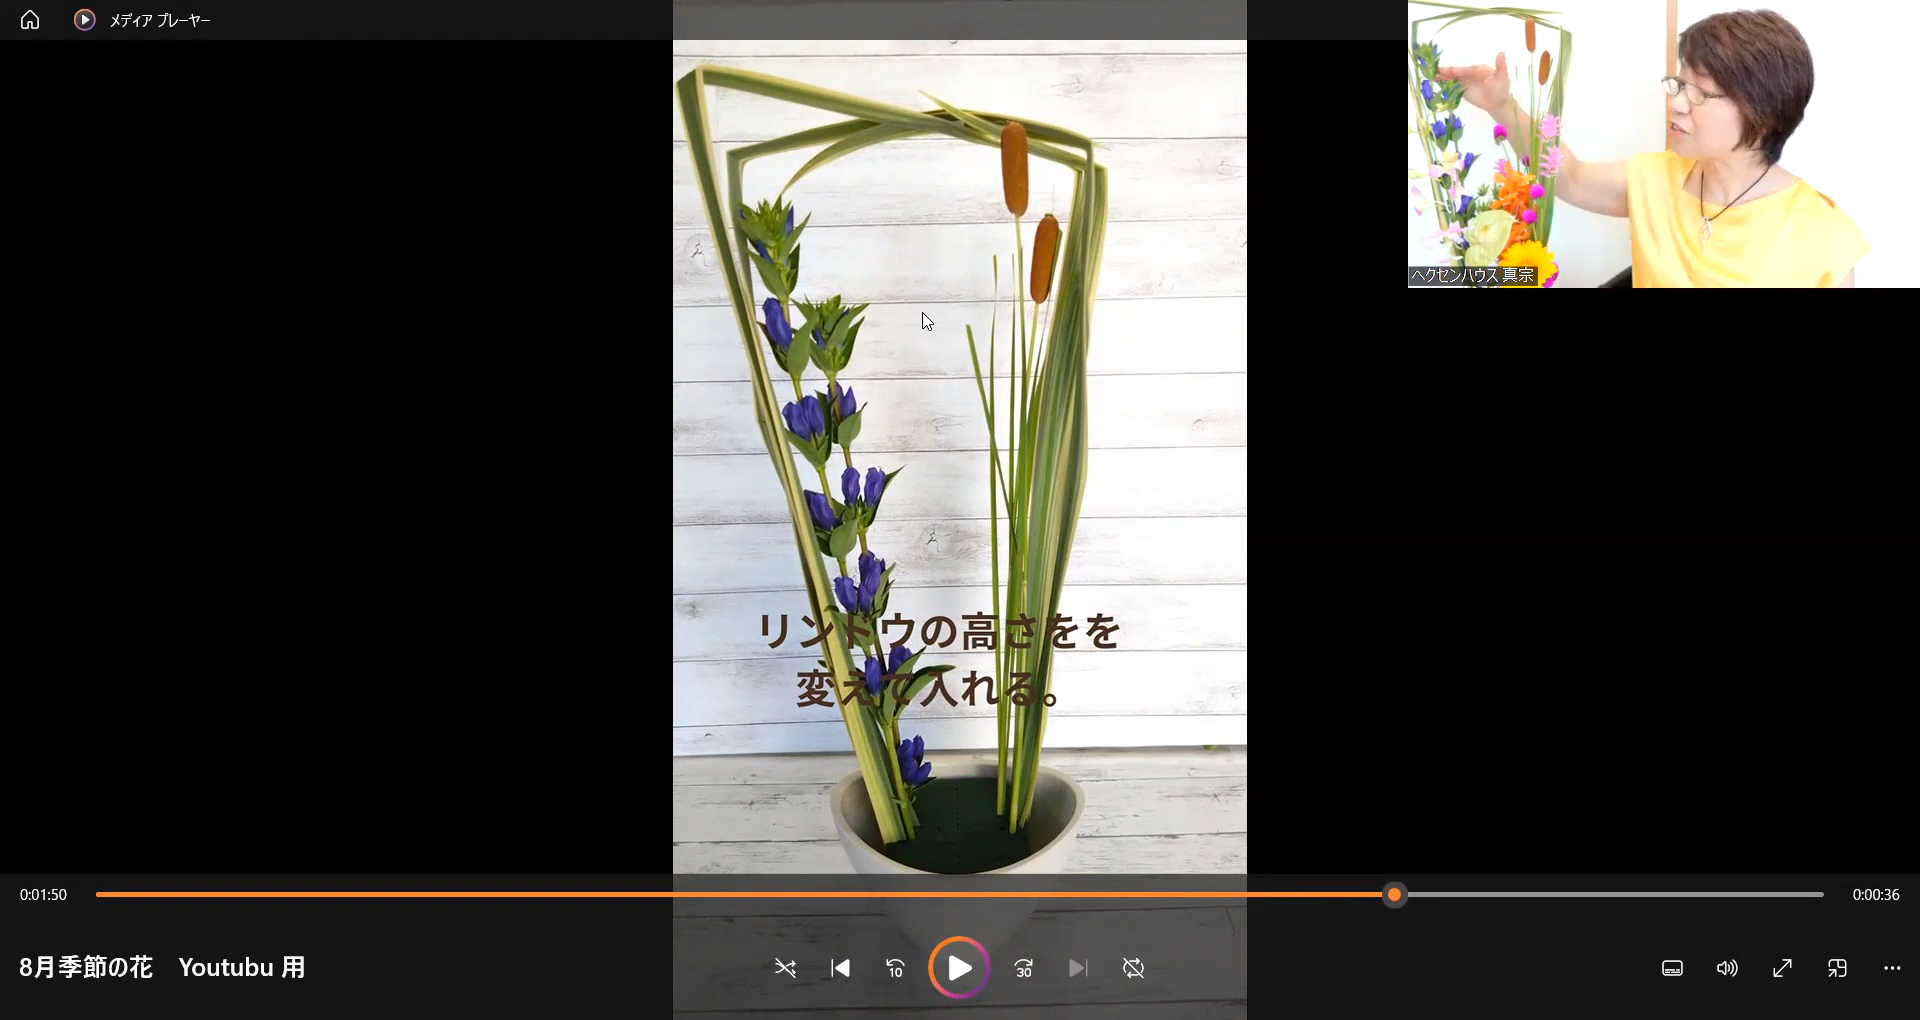 メディア プレーヤー
ヘクセンハウス 真宗
リンドウの高さをを
変えて入れる。
0:01:50
0:00:36
8月季節の花　Youtubu 用
10
30